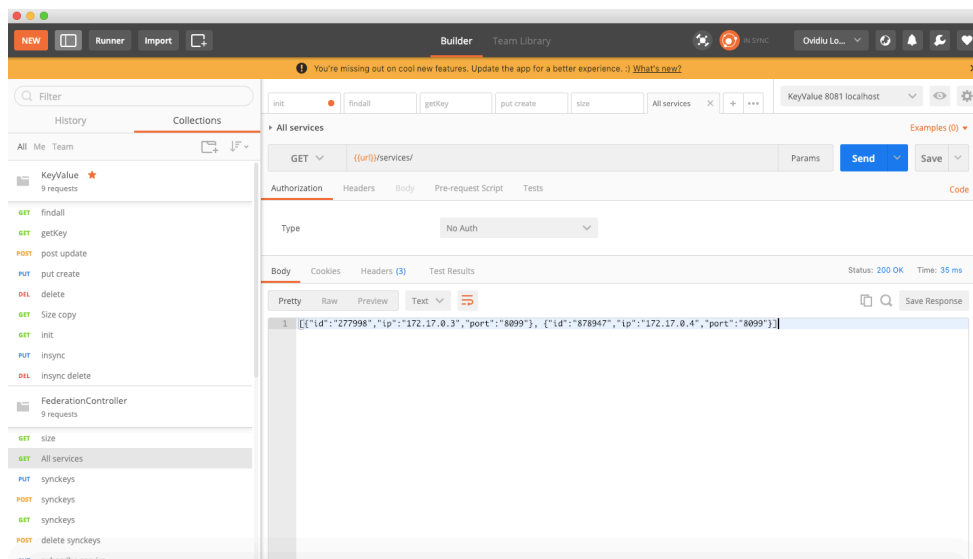 NEW Runner Import Builder Team Library IN SYNC Ovidiu Lo...
You're missing out on cool new features. Update the app for a better experience. :) What's new?
Filter
History Collections
All Me Team
KeyValue
9 requests
GET findall
GET getKey
POST post update
PUT put create
DEL delete
GET Size copy
GET init
PUT insync
DEL insync delete
FederationController
9 requests
GET size
GET All services
PUT synckeys
POST synckeys
GET synckeys
POST delete synckeys
init findall getKey put create size All services KeyValue 8081 localhost
All services Examples (0)
GET {{url}}/services/ Params Send Save
Authorization Headers Body Pre-request Script Tests Code
Type No Auth
Body Cookies Headers (3) Test Results Status: 200 OK Time: 35 ms
Pretty Raw Preview Text Save Response
1 [{"id":"277998","ip":"172.17.0.3","port":"8099"}, {"id":"878947","ip":"172.17.0.4","port":"8099"}]